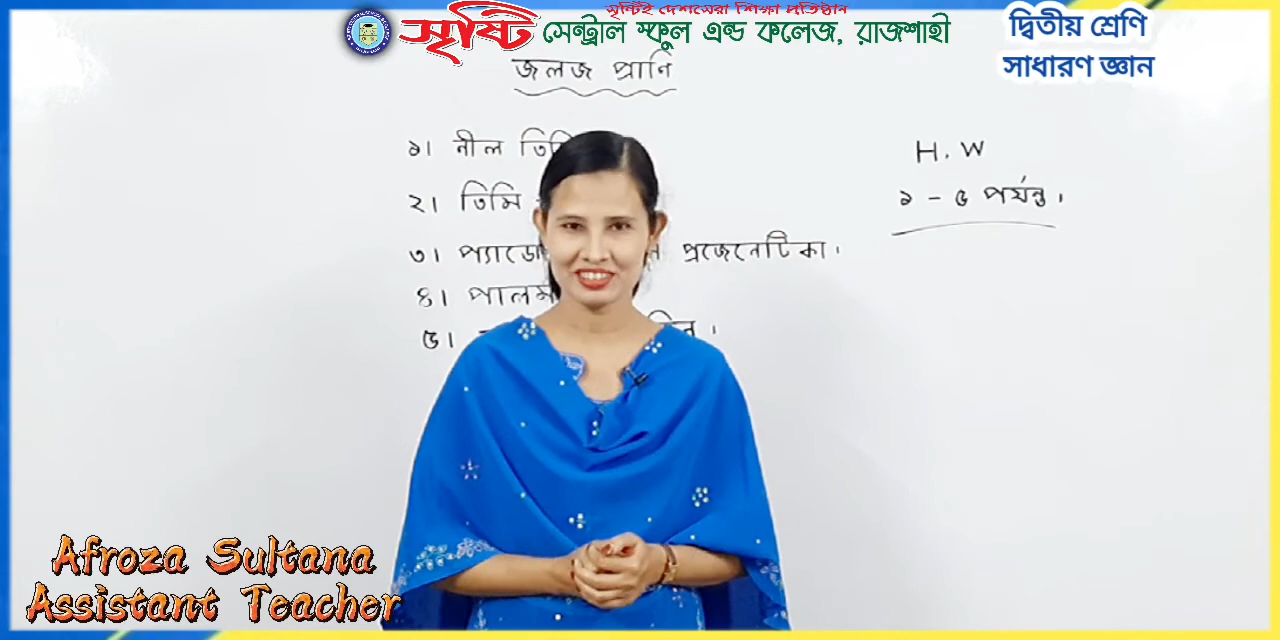 সৃষ্টিই দেশসেরা শিক্ষা প্রতিষ্ঠান
সৃষ্টি সেন্ট্রাল স্কুল এন্ড কলেজ, রাজশাহী
দ্বিতীয় শ্রেণি
সাধারণ জ্ঞান
জলজ প্রাণি
১। নীল
২। তিমি
৩। প্রজেনেটিকা।
৪।
৫।
H.W
১ - ৫ পর্যন্ত।
Afroza Sultana
Assistant Teacher